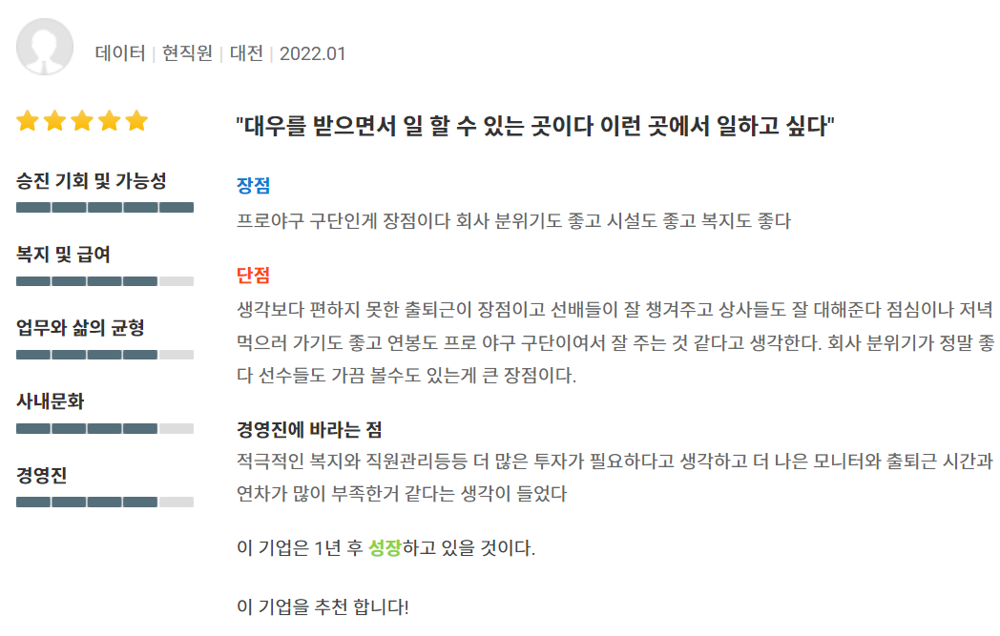 데이터 | 현직원 | 대전 | 2022.01
"대우를 받으면서 일 할 수 있는 곳이다 이런 곳에서 일하고 싶다"
승진 기회 및 가능성
복지 및 급여
업무와 삶의 균형
사내문화
경영진
장점
프로야구 구단인게 장점이다 회사 분위기도 좋고 시설도 좋고 복지도 좋다
단점
생각보다 편하지 못한 출퇴근이 장점이고 선배들이 잘 챙겨주고 상사들도 잘 대해준다 점심이나 저녁
먹으러 가기도 좋고 연봉도 프로 야구 구단이여서 잘 주는 것 같다고 생각한다. 회사 분위기가 정말 좋
다 선수들도 가끔 볼수도 있는게 큰 장점이다.
경영진에 바라는 점
적극적인 복지와 직원관리등등 더 많은 투자가 필요하다고 생각하고 더 나은 모니터와 출퇴근 시간과
연차가 많이 부족한거 같다는 생각이 들었다
이 기업은 1년 후 성장하고 있을 것이다.
이 기업을 추천 합니다!